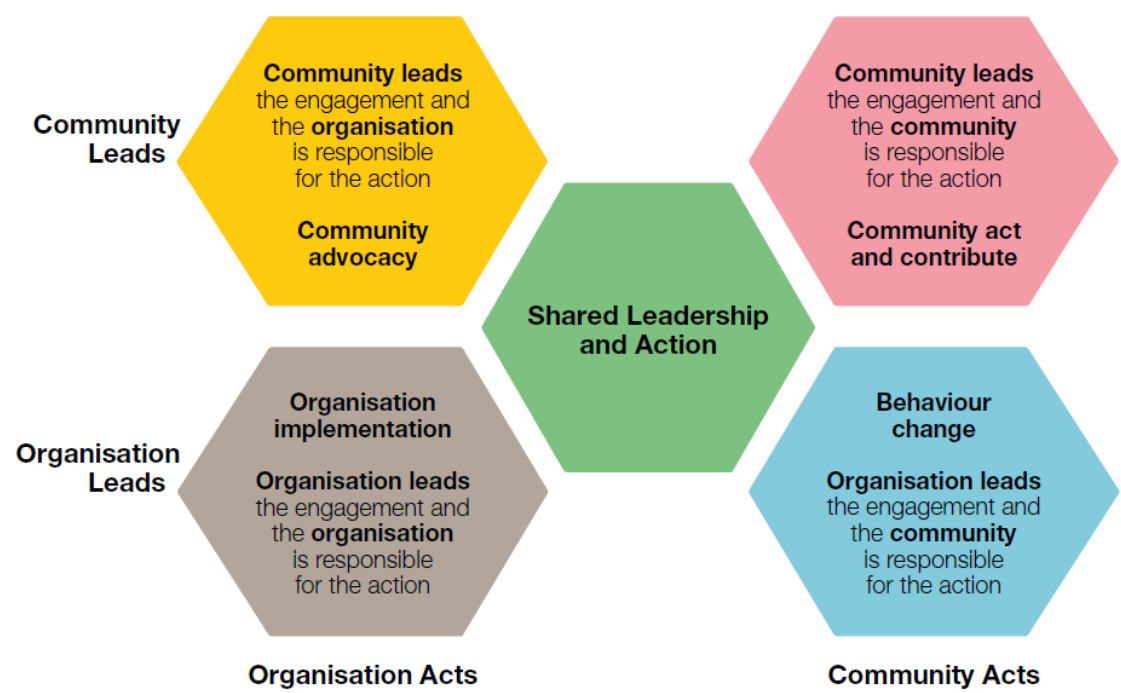 Community
Leads
Community leads
the engagement and
the organisation
is responsible
for the action
Community
advocacy
Community leads
the engagement and
the community
is responsible
for the action
Community act
and contribute
Shared Leadership
and Action
Organisation
Leads
Organisation
implementation
Organisation leads
the engagement and
the organisation
is responsible
for the action
Behaviour
change
Organisation leads
the engagement and
the community
is responsible
for the action
Organisation Acts
Community Acts